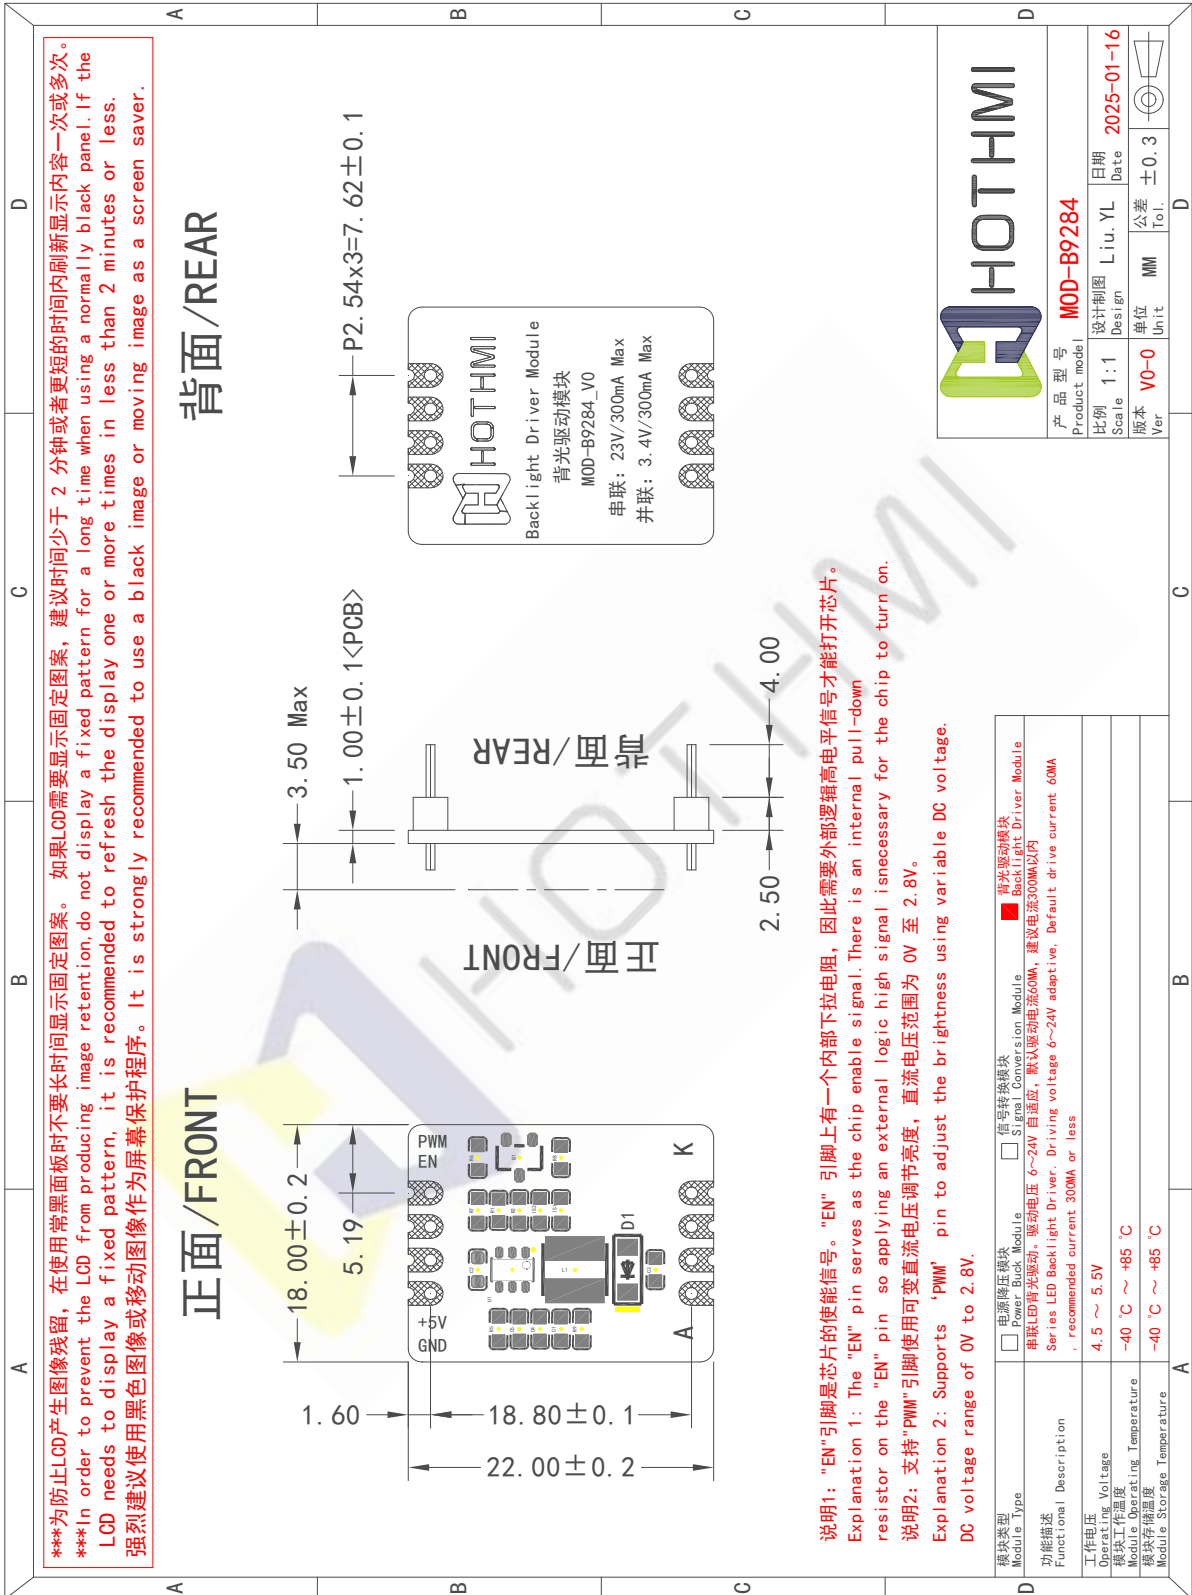 ***为防止LCD产生图像残留，在使用常黑面板时不要长时间显示固定图案。 如果LCD需要显示固定图案，建议时间少于 2 分钟或者更短的时间内刷新显示内容一次或多次。
***In order to prevent the LCD from producing image retention,do not display a fixed pattern for a long time when using a normally black panel.If the
LCD needs to display a fixed pattern, it is recommended to refresh the display one or more times in less than 2 minutes or less.
强烈建议使用黑色图像或移动图像作为屏幕保护程序。It is strongly recommended to use a black image or moving image as a screen saver.
A
B
C
D
A
B
C
D
A
B
C
D
A
B
C
D
正面/FRONT
18.00±0.2
5.19
1.60
18.80±0.1
22.00±0.2
PWM
EN
+5V
GND
K
A
D1
L1
3.50 Max
1.00±0.1<PCB>
正面/FRONT
背面/REAR
2.50
4.00
背面/REAR
P2.54x3=7.62±0.1
HOTHMI
Backlight Driver Module
背光驱动模块
MOD-B9284_V0
串联: 23V/300mA Max
并联: 3.4V/300mA Max
HOTHMI
说明1: "EN"引脚是芯片的使能信号。"EN" 引脚上有一个内部下拉电阻，因此需要外部逻辑高电平信号才能打开芯片。
Explanation 1: The "EN" pin serves as the chip enable signal.There is an internal pull-down
resistor on the "EN" pin so applying an external logic high signal isnecessary for the chip to turn on.
说明2: 支持"PWM"引脚使用可变直流电压调节亮度，直流电压范围为 0V 至 2.8V。
Explanation 2: Supports 'PWM' pin to adjust the brightness using variable DC voltage.
DC voltage range of 0V to 2.8V.
模块类型
Module Type
电源降压模块
Power Buck Module
信号转换模块
Signal Conversion Module
背光驱动模块
Backlight Driver Module
功能描述
Functional Description
串联LED背光驱动。驱动电压 6~24V 自适应，默认驱动电流60MA，建议电流300MA以内
Series LED Backlight Driver. Driving voltage 6~24V adaptive, Default drive current 60MA
, recommended current 300MA or less
工作电压
Operating Voltage
4.5 ~ 5.5V
模块工作温度
Module Operating Temperature
-40 °C ~ +85 °C
模块存储温度
Module Storage Temperature
-40 °C ~ +85 °C
HOTHMI
产 品 型 号
Product model
MOD-B9284
比例
Scale
1:1
设计制图
Design
Liu.YL
日期
Date
2025-01-16
版本
Ver
V0-0
单位
Unit
MM
公差
Tol.
±0.3